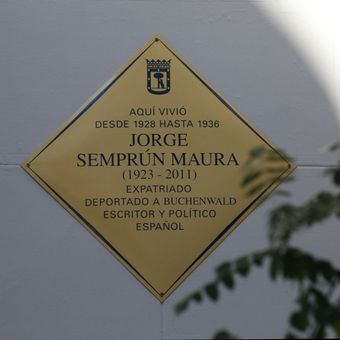 AQUÍ VIVIÓ
DESDE 1928 HASTA 1936
JORGE
SEMPRÚN MAURA
(1923 - 2011)
EXPATRIADO
DEPORTADO A BUCHENWALD
ESCRITOR Y POLÍTICO
ESPAÑOL